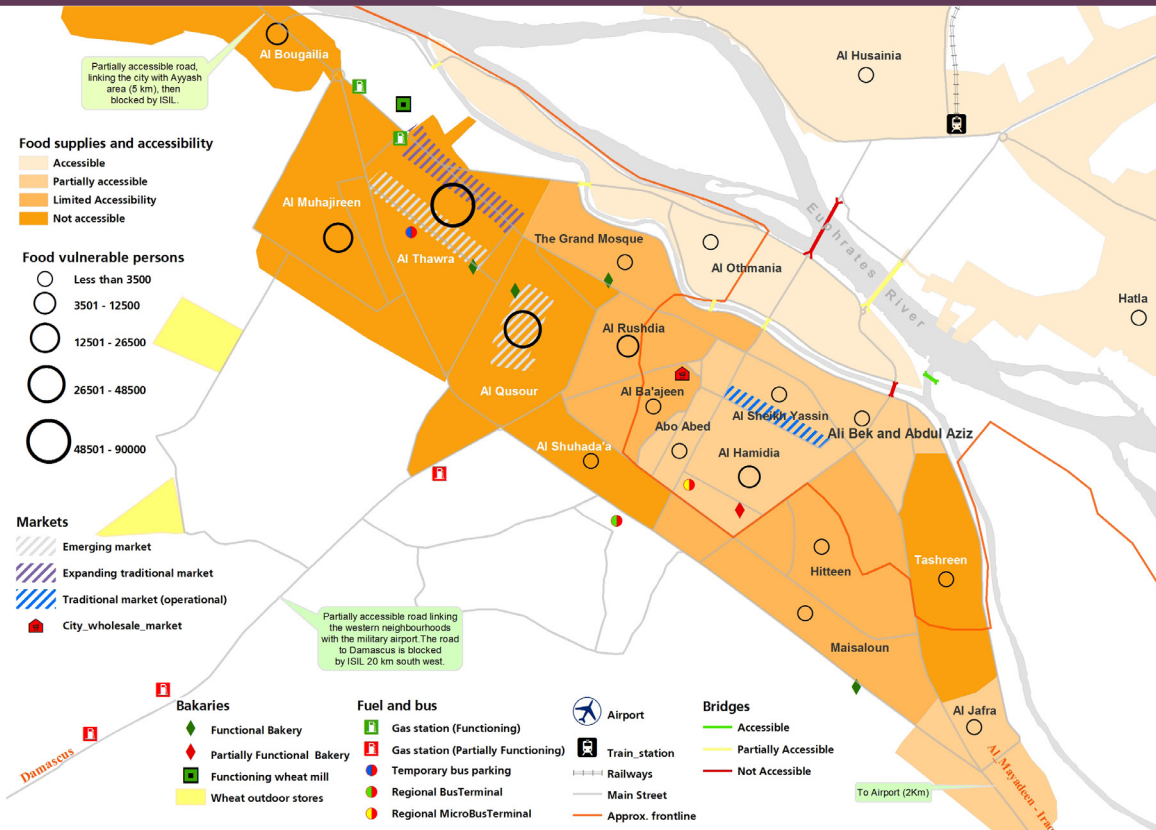 Al Bougailia
Partially accessible road,
linking the city with Ayyash
area (5 km), then
blocked by ISIL.
Al Husainia
Food supplies and accessibility
Accessible
Partially accessible
Limited Accessibility
Not accessible
Food vulnerable persons
Less than 3500
3501 - 12500
12501 - 26500
26501 - 48500
48501 - 90000
Al Muhajireen
Al Thawra
The Grand Mosque
Al Othmania
Euphrates River
Hatla
Al Rushdia
Al Qusour
Al Ba'ajeen
Al Sheikh Yassin
Abo Abed
Ali Bek and Abdul Aziz
Al Shuhada'a
Al Hamidia
Hitteen
Tashreen
Maisaloun
Al Jafra
Markets
Emerging market
Expanding traditional market
Traditional market (operational)
City_wholesale_market
Partially accessible road linking
the western neighbourhoods
with the military airport.The road
to Damascus is blocked
by ISIL 20 km south west.
Damascus
Bakaries
Functional Bakery
Partially Functional Bakery
Functioning wheat mill
Wheat outdoor stores
Fuel and bus
Gas station (Functioning)
Gas station (Partially Functioning)
Temporary bus parking
Regional BusTerminal
Regional MicroBusTerminal
Airport
Train_station
Railways
Main Street
Approx. frontline
Bridges
Accessible
Partially Accessible
Not Accessible
To Airport (2Km)
Al_Mayadeen - Iraq